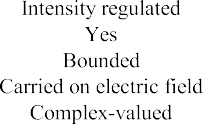 Intensity regulated
Yes
Bounded
Carried on electric field
Complex-valued